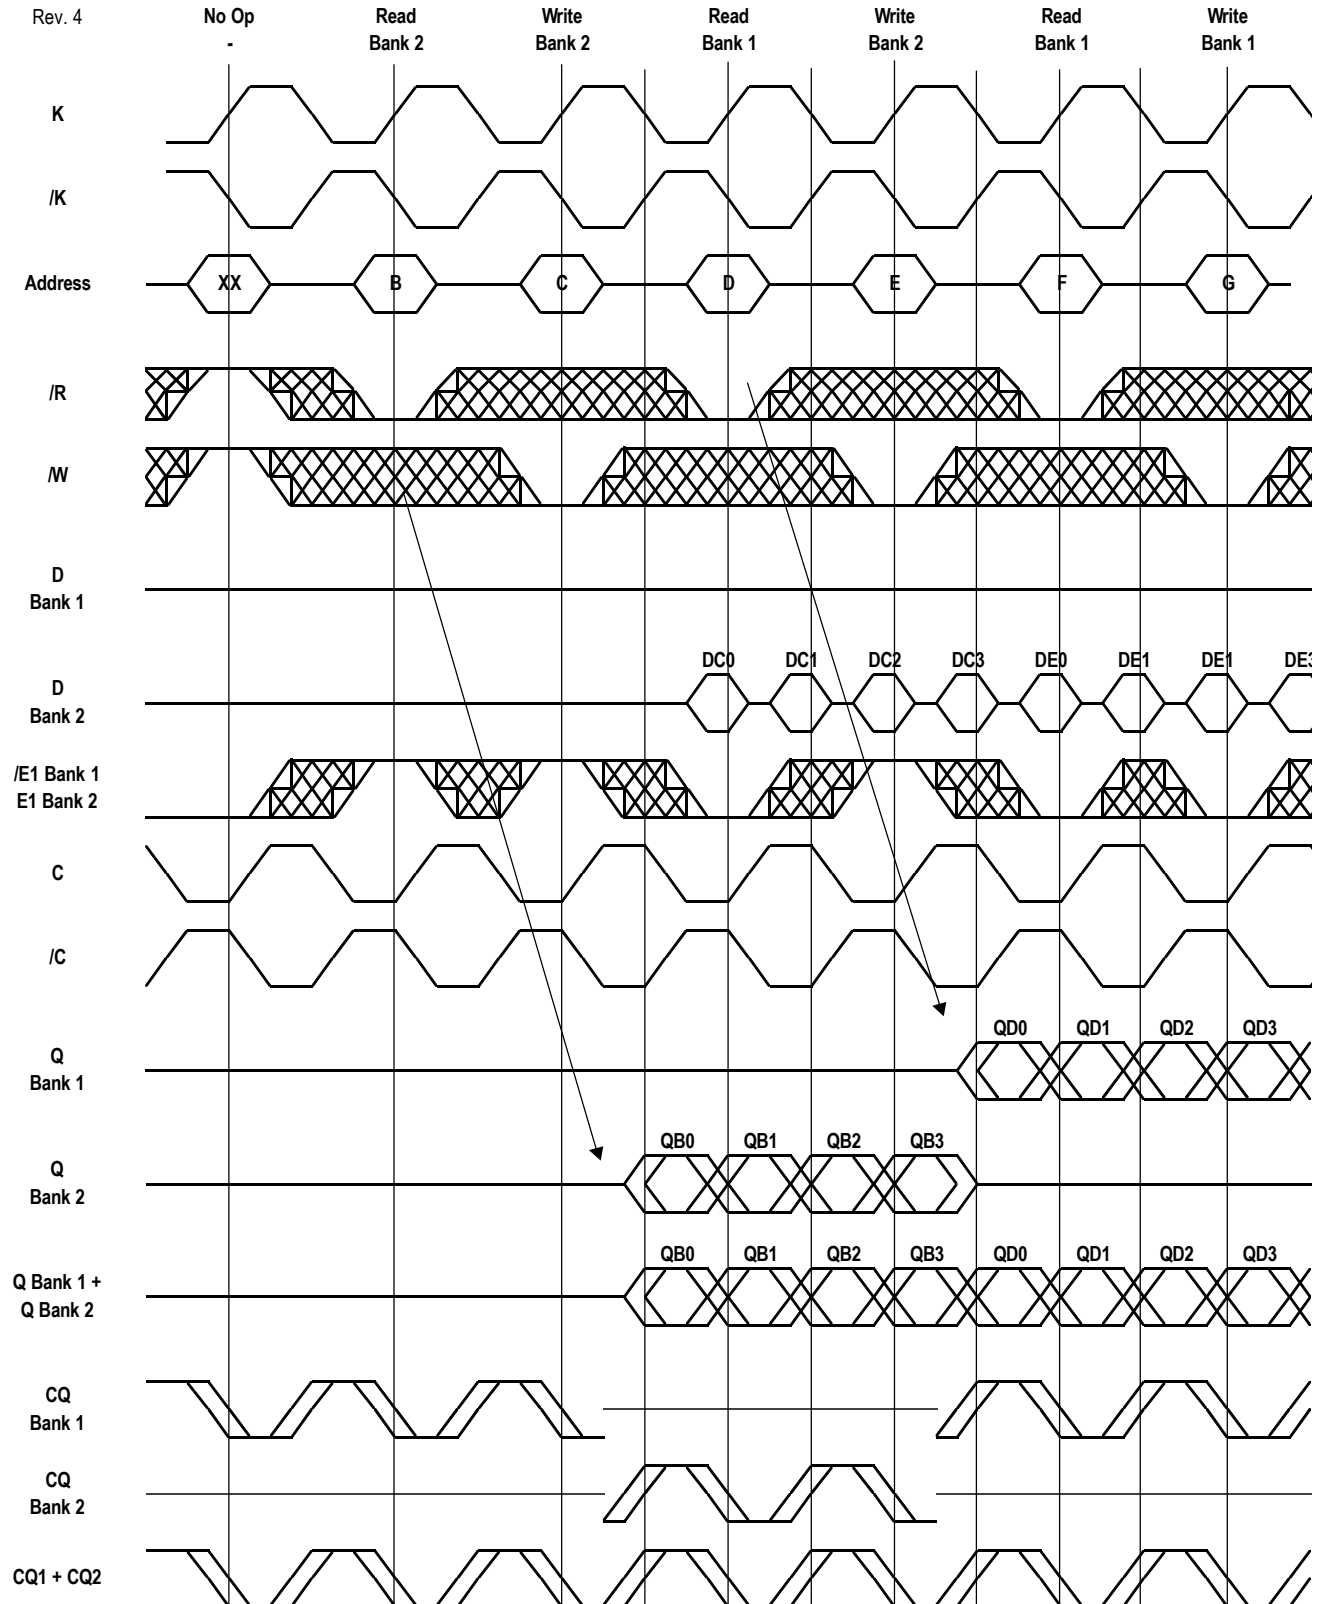 Rev. 4
No Op Read Write Read Write Read Write
- Bank 2 Bank 2 Bank 1 Bank 2 Bank 1 Bank 1
K
/K
Address XX B C D E F G
/R
/W
D
Bank 1
DC0 DC1 DC2 DC3 DE0 DE1 DE1 DE3
D
Bank 2
/E1 Bank 1
E1 Bank 2
C
/C
QD0 QD1 QD2 QD3
Q
Bank 1
QB0 QB1 QB2 QB3
Q
Bank 2
QB0 QB1 QB2 QB3 QD0 QD1 QD2 QD3
Q Bank 1 +
Q Bank 2
CQ
Bank 1
CQ
Bank 2
CQ1 + CQ2